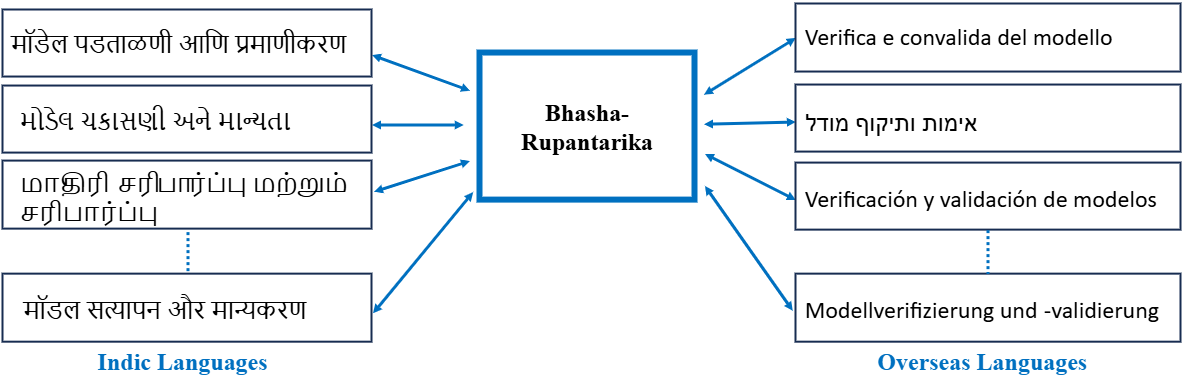 मॉडेल पडताळणी आणि प्रमाणीकरण
મોડેલ ચકાસણી અને માન્યતા
மாதிரி சரிபார்ப்பு மற்றும்
சரிபார்ப்பு
मॉडल सत्यापन और मान्यकरण
Indic Languages
Bhasha-
Rupantarika
Verifica e convalida del modello
אימות ותיקוף מודל
Verificación y validación de modelos
Modellverifizierung und -validierung
Overseas Languages